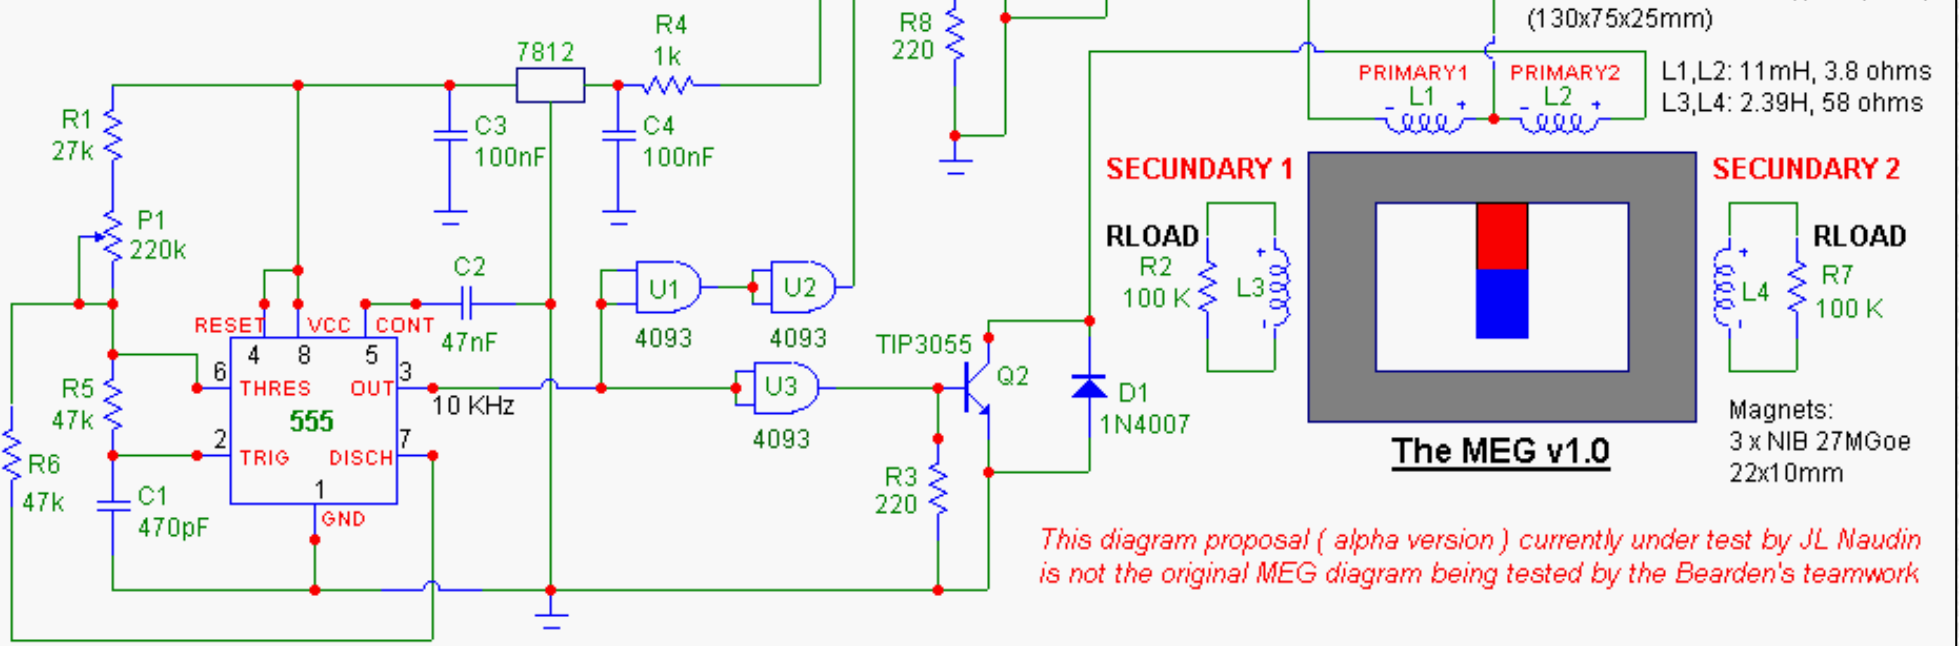 R8
220
(130x75x25mm)
R4
1k
7812
PRIMARY1
PRIMARY2
L1
L2
- +
- +
L1,L2: 11mH, 3.8 ohms
L3,L4: 2.39H, 58 ohms
R1
27k
C3
100nF
C4
100nF
SECUNDARY 1
SECUNDARY 2
P1
220k
RLOAD
R2
100 K
+
L3
-
+
L4
-
RLOAD
R7
100 K
C2
47nF
U1
4093
U2
4093
RESET
VCC
CONT
4
8
5
6
THRES
OUT
3
555
10 KHz
2
TRIG
DISCH
7
1
GND
R5
47k
R6
47k
C1
470pF
U3
4093
TIP3055
Q2
D1
1N4007
R3
220
The MEG v1.0
Magnets:
3 x NIB 27MGoe
22x10mm
This diagram proposal ( alpha version ) currently under test by JL Naudin
is not the original MEG diagram being tested by the Bearden's teamwork